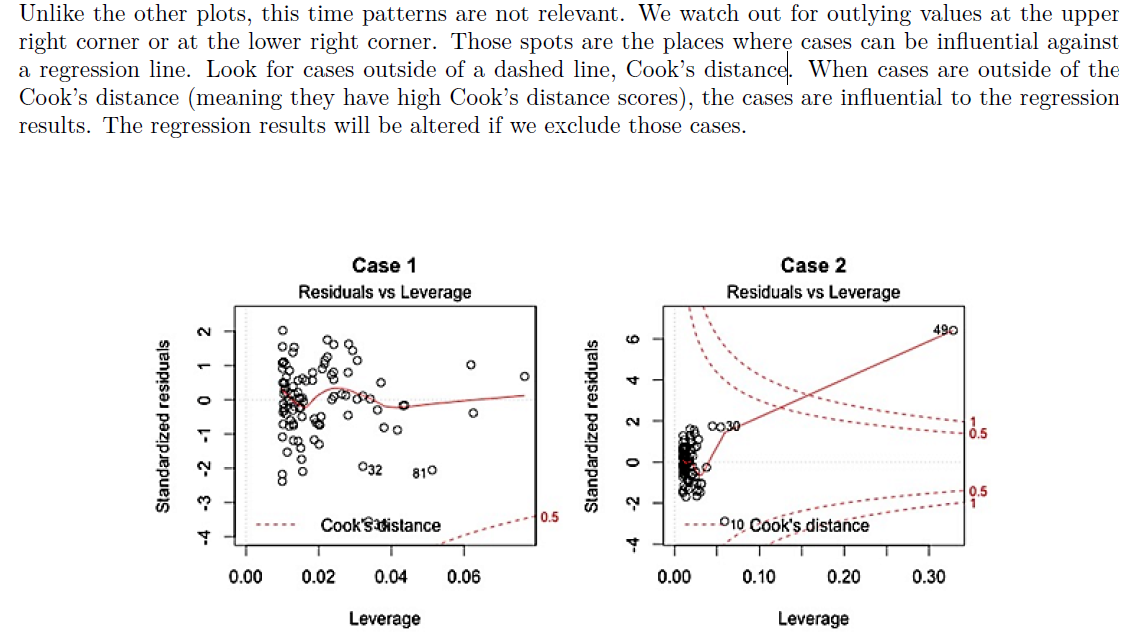 Unlike the other plots, this time patterns are not relevant. We watch out for outlying values at the upper
right corner or at the lower right corner. Those spots are the places where cases can be influential against
a regression line. Look for cases outside of a dashed line, Cook's distance. When cases are outside of the
Cook's distance (meaning they have high Cook's distance scores), the cases are influential to the regression
results. The regression results will be altered if we exclude those cases.
Case 1
Residuals vs Leverage
Standardized residuals
2
1
0
-1
-2
-3
-4
32
81
Cook's distance
0.5
0.00 0.02 0.04 0.06
Leverage
Case 2
Residuals vs Leverage
Standardized residuals
6
4
2
0
-2
-4
49
30
1
0.5
0.5
1
10 Cook's distance
0.00 0.10 0.20 0.30
Leverage